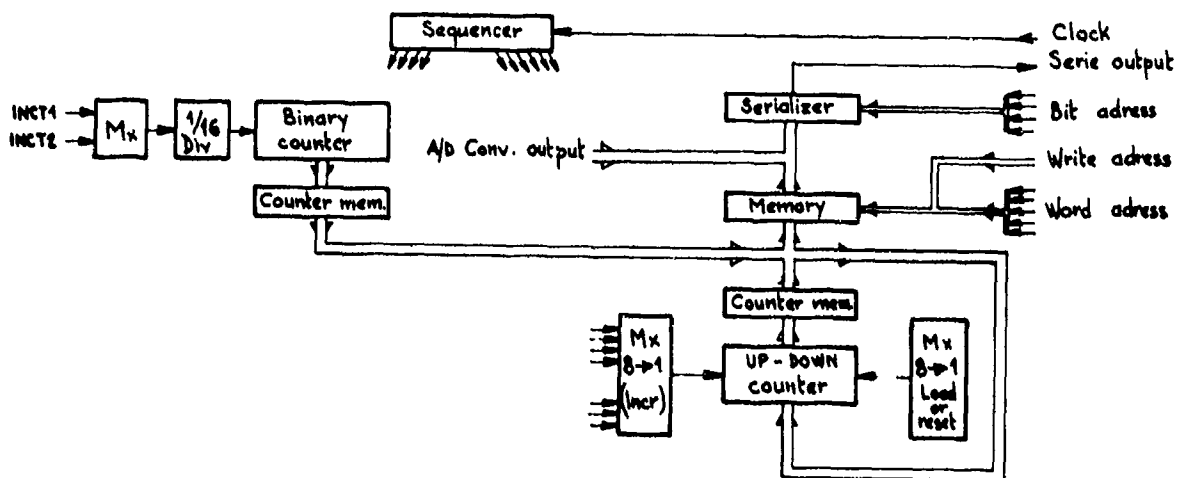 Sequencer
Clock
Serie output
INCT1
INCT2
Mx
1/16
Div
Binary
counter
Serializer
Bit adress
A/D Conv. output
Write adress
Counter mem.
Memory
Word adress
Counter mem.
Mx
8→1
(Incr)
UP-DOWN
counter
Mx
8→1
Load
or
reset